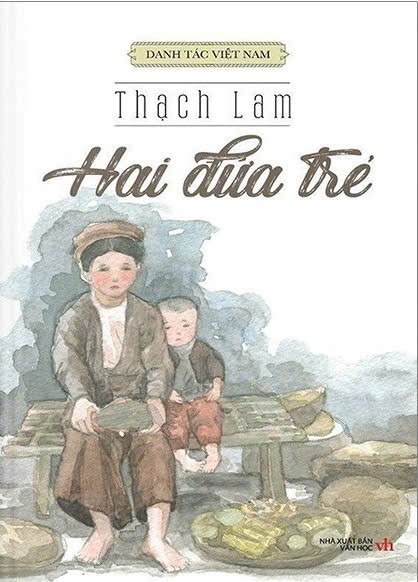 DANH TÁC VIỆT NAM
Thạch Lam
Hai đứa trẻ
NHÀ XUẤT BẢN
VĂN HỌC vh